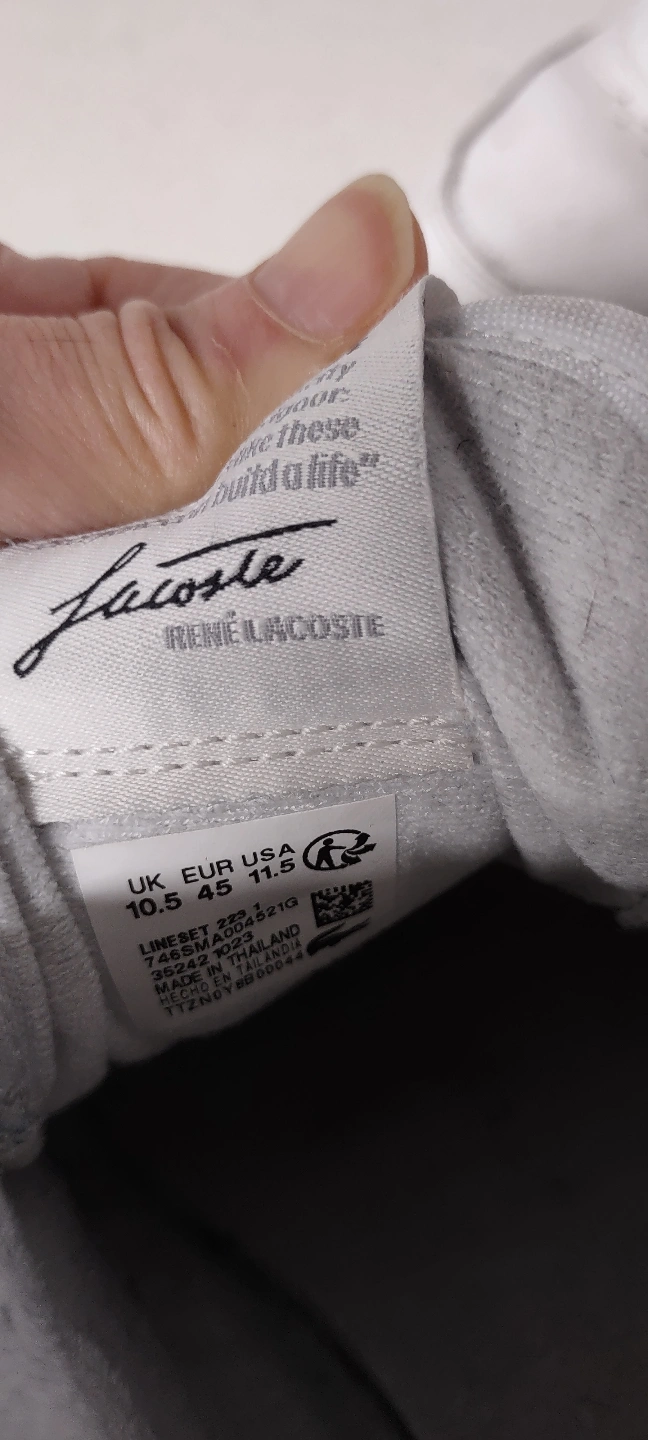 these
build a life"
Lacoste
RENÉ LACOSTE
UK EUR USA
10.5 45 11.5
LINESET 223 1
746SMA004521G
35242 1023
MADE IN THAILAND
HECHO EN TAILANDIA
TTZN0Y8B00044